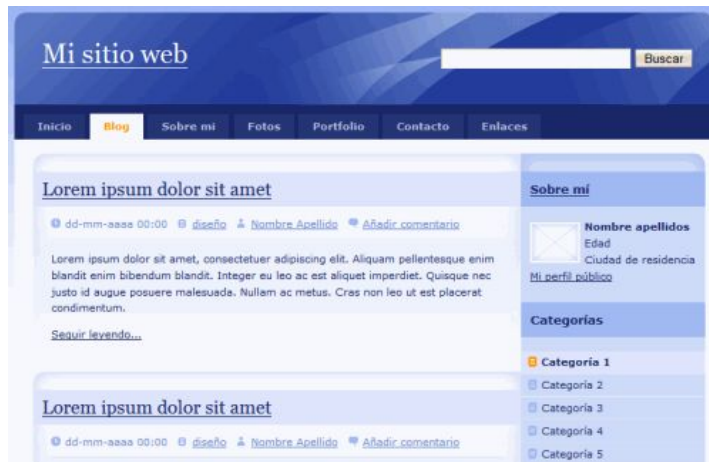 Mi sitio web
Buscar
Inicio Blog Sobre mi Fotos Portfolio Contacto Enlaces
Lorem ipsum dolor sit amet
dd-mm-aaaa 00:00 diseño Nombre Apellido Añadir comentario
Lorem ipsum dolor sit amet, consectetuer adipiscing elit. Aliquam pellentesque enim
blandit enim bibendum blandit. Integer eu leo ac est aliquet imperdiet. Quisque nec
justo id augue posuere malesuada. Nullam ac metus. Cras non leo ut est placerat
condimentum.
Seguir leyendo...
Lorem ipsum dolor sit amet
dd-mm-aaaa 00:00 diseño Nombre Apellido Añadir comentario
Sobre mí
Nombre apellidos
Edad
Ciudad de residencia
Mi perfil público
Categorías
Categoría 1
Categoría 2
Categoría 3
Categoría 4
Categoría 5